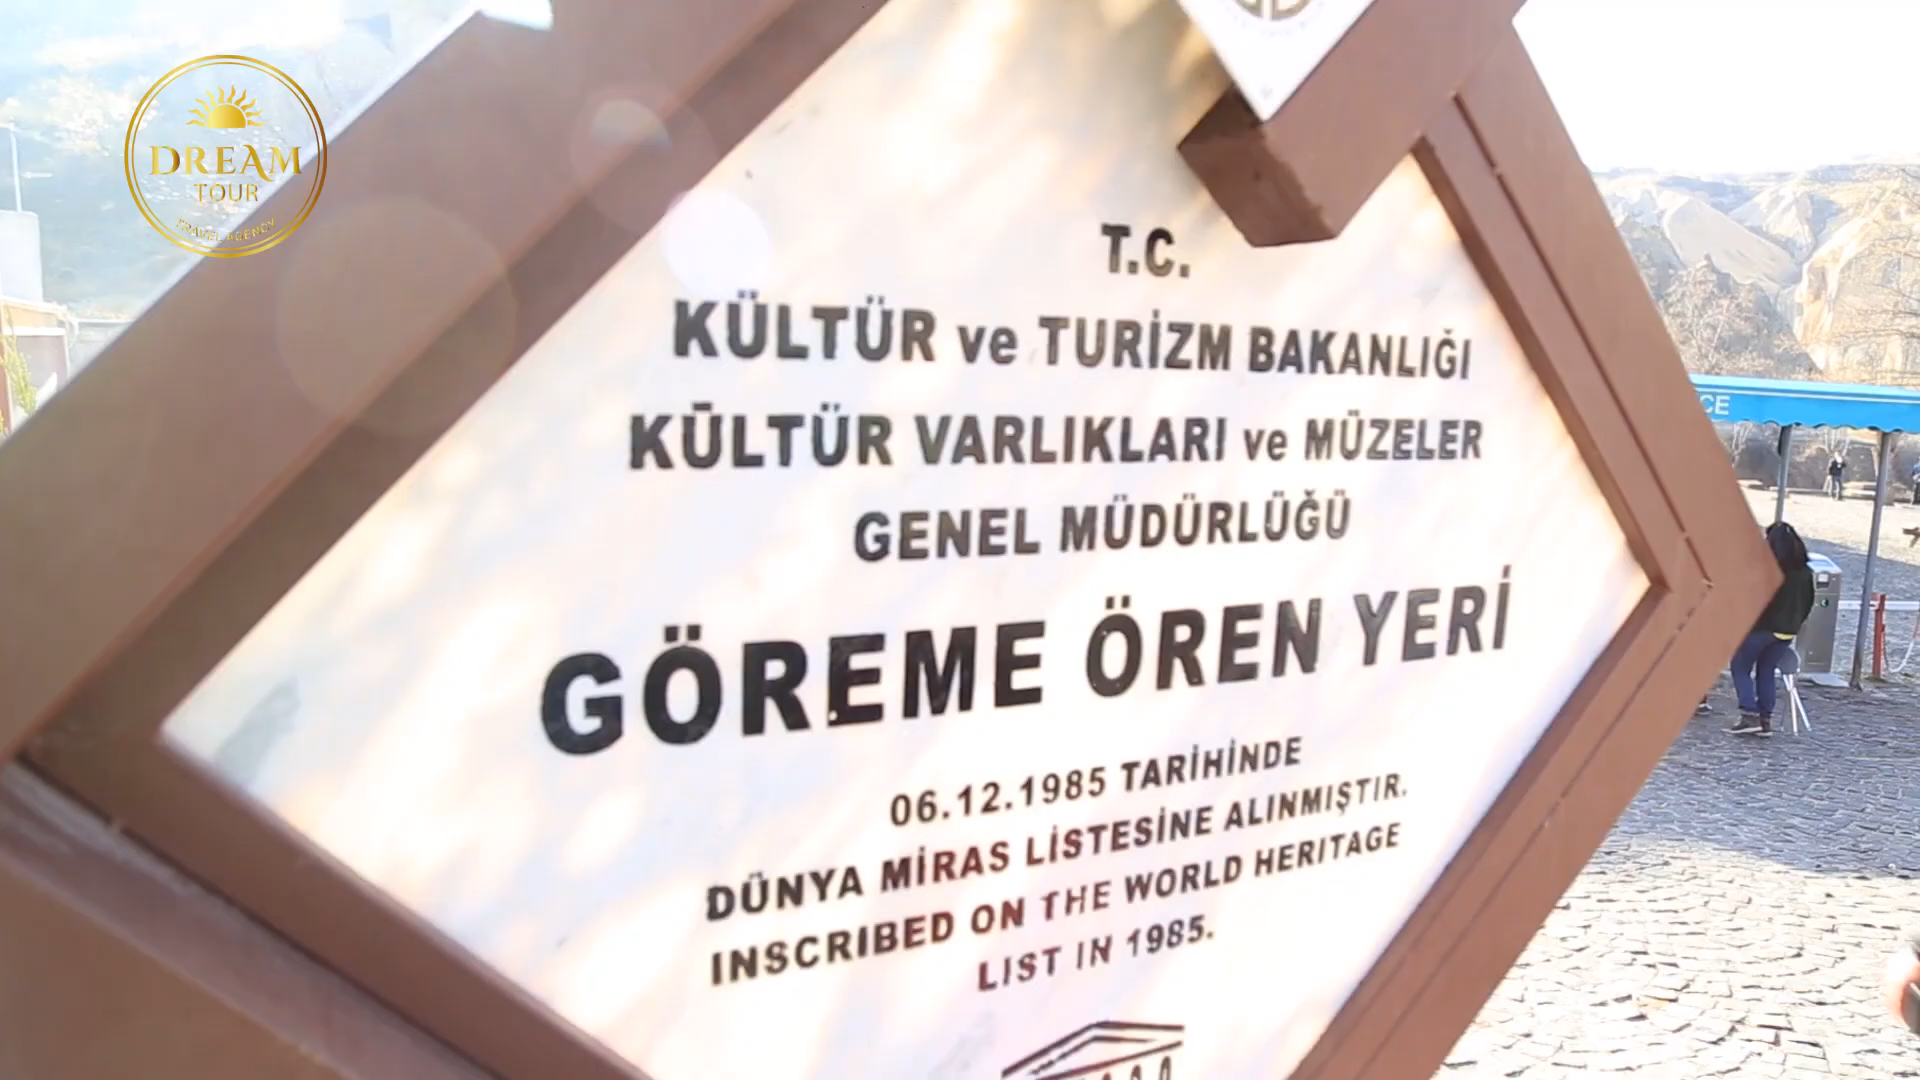 DREAM
TOUR
TRAVEL AGENCY
T.C.
KÜLTÜR ve TURİZM BAKANLIĞI
KÜLTÜR VARLIKLARI ve MÜZELER
GENEL MÜDÜRLÜĞÜ
GÖREME ÖREN YERİ
06.12.1985 TARİHİNDE
DÜNYA MİRAS LİSTESİNE ALINMIŞTIR.
INSCRIBED ON THE WORLD HERITAGE
LIST IN 1985.